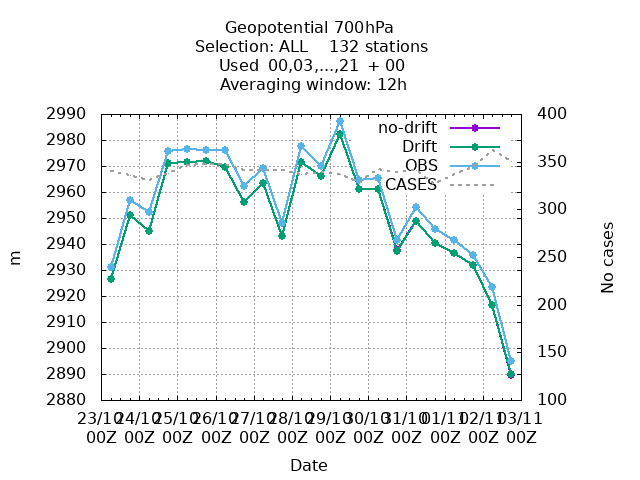 Geopotential 700hPa
Selection: ALL 132 stations
Used 00,03,...,21 + 00
Averaging window: 12h
no-drift
Drift
OBS
CASES
2990
2980
2970
2960
2950
2940
2930
2920
2910
2900
2890
2880
400
350
300
250
200
150
100
m
No cases
23/10 24/10 25/10 26/10 27/10 28/10 29/10 30/10 31/10 01/11 02/11 03/11
00Z 00Z 00Z 00Z 00Z 00Z 00Z 00Z 00Z 00Z 00Z 00Z
Date